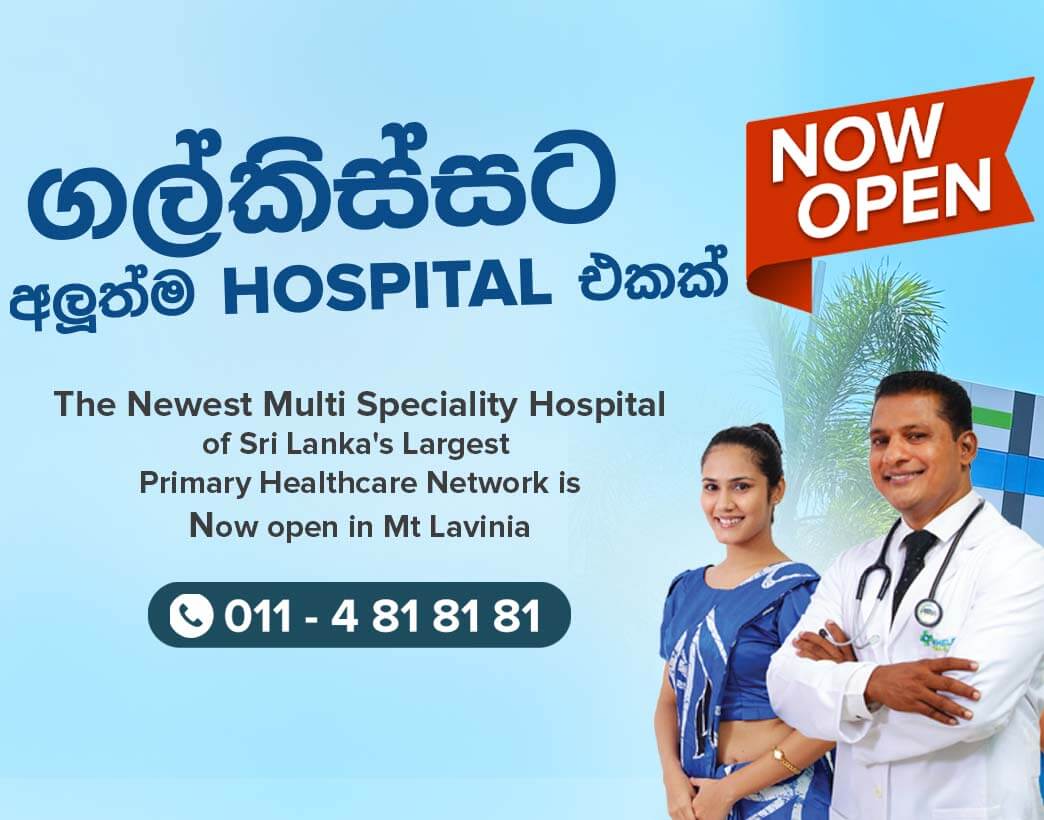 ගල්කිස්සට
අලුත්ම HOSPITAL එකක්
NOW
OPEN
The Newest Multi Speciality Hospital
of Sri Lanka's Largest
Primary Healthcare Network is
Now open in Mt Lavinia
011 - 4 81 81 81